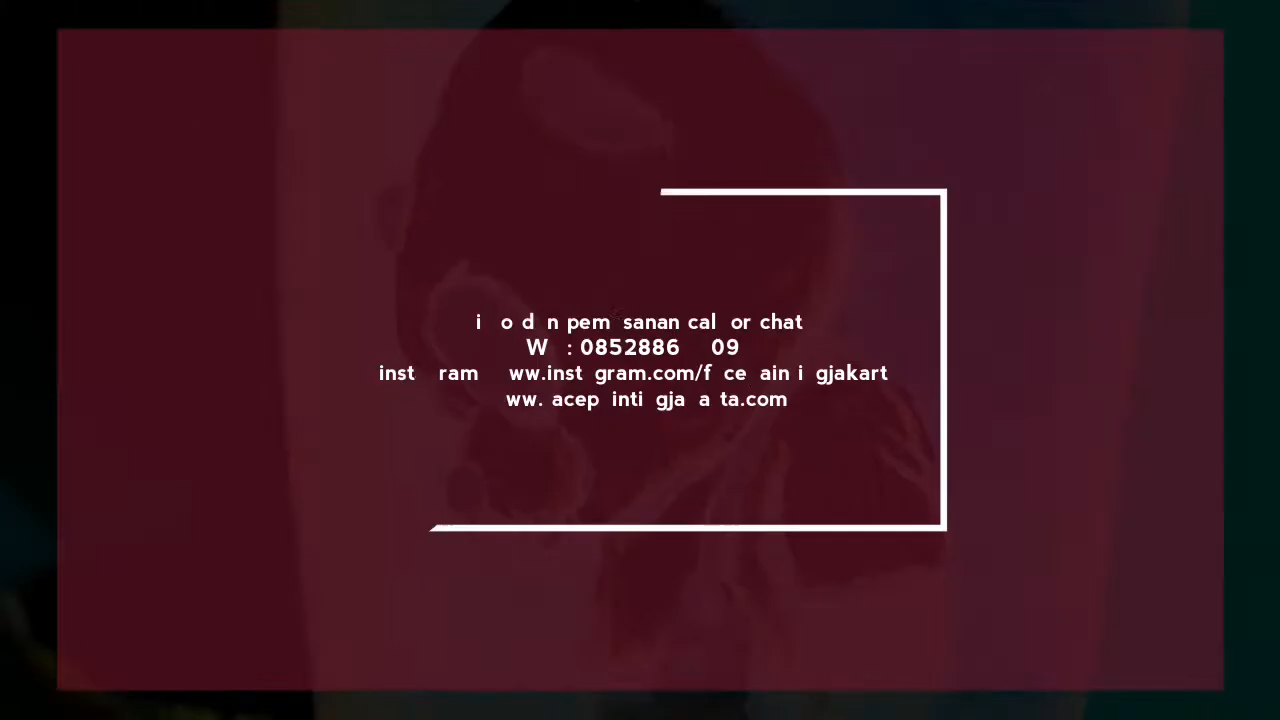 i o d n pem sanan cal or chat
W : 0852886 09
inst ram ww.inst gram.com/f ce ain i gjakart
ww. acep inti gja a ta.com